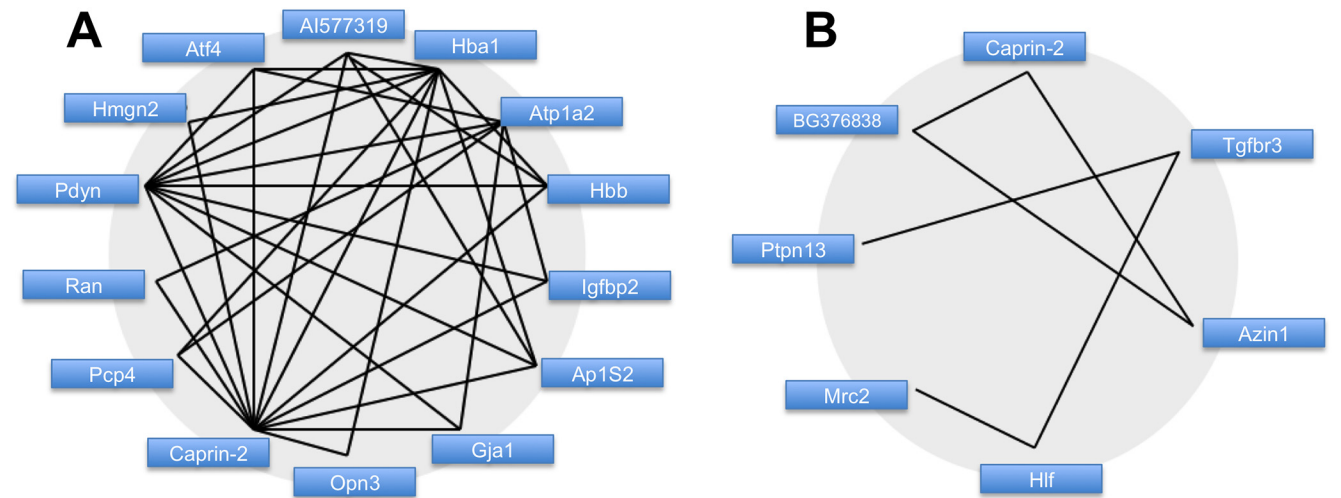 A
AI577319
Atf4
Hba1
Hmgn2
Atp1a2
Pdyn
Hbb
Ran
Igfbp2
Pcp4
Ap1S2
Caprin-2
Gja1
Opn3
B
Caprin-2
BG376838
Tgfbr3
Ptpn13
Azin1
Mrc2
Hlf